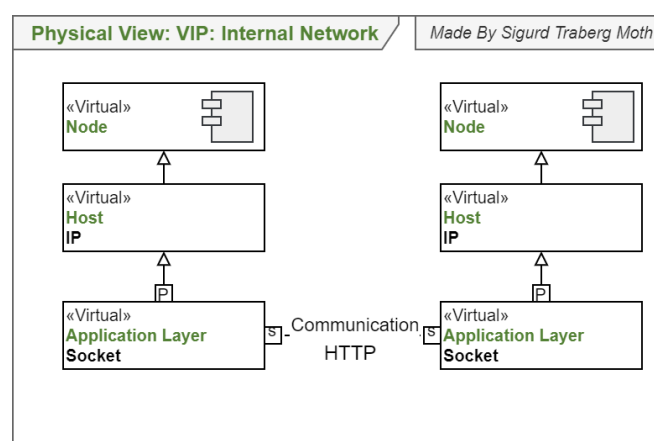 Physical View: VIP: Internal Network
Made By Sigurd Traberg Moth
«Virtual»
Node
«Virtual»
Node
«Virtual»
Host
IP
«Virtual»
Host
IP
P
P
«Virtual»
Application Layer
Socket
S
Communication
HTTP
S
«Virtual»
Application Layer
Socket